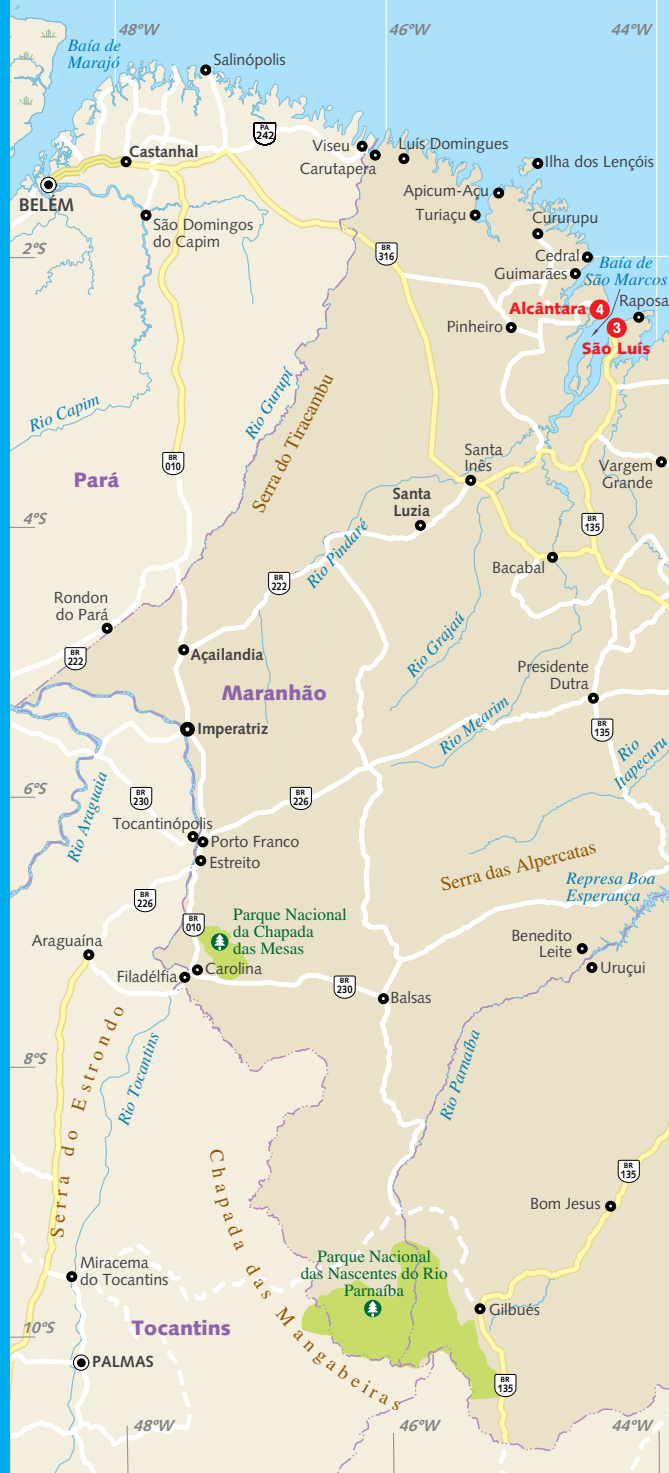 48°W
46°W
44°W
Baía de
Marajó
Salinópolis
PA
242
Viseu
Luís Domingues
Castanhal
Carutapera
Ilha dos Lençóis
BELÉM
Apicum-Açu
Turiaçu
São Domingos
do Capim
Cururupu
2°S
BR
316
Cedral
Guimarães
Baía de
São Marcos
Alcântara
4
Raposa
Pinheiro
3
São Luís
Rio Capim
Rio Gurupí
Serra do Tiracambu
BR
010
Santa
Inês
Vargem
Grande
Pará
Santa
Luzia
4°S
BR
135
Rio Pindaré
Bacabal
BR
222
Rondon
do Pará
Rio Grajaú
BR
222
Açailandia
Presidente
Dutra
Maranhão
Rio Mearim
Imperatriz
BR
135
Rio
Itapecuru
Rio Araguaia
6°S
BR
230
BR
226
Tocantinópolis
Porto Franco
Estreito
Serra das Alpercatas
Represa Boa
Esperança
BR
226
BR
010
Parque Nacional
da Chapada
das Mesas
Araguaína
Benedito
Leite
Filadélfia
Carolina
Uruçui
BR
230
Balsas
Serra do Estrondo
Rio Tocantins
Rio Parnaíba
8°S
Chapada das Mangabeiras
BR
135
Bom Jesus
Parque Nacional
das Nascentes do Rio
Parnaíba
Miracema
do Tocantins
Gilbués
10°S
Tocantins
PALMAS
BR
135
48°W
46°W
44°W